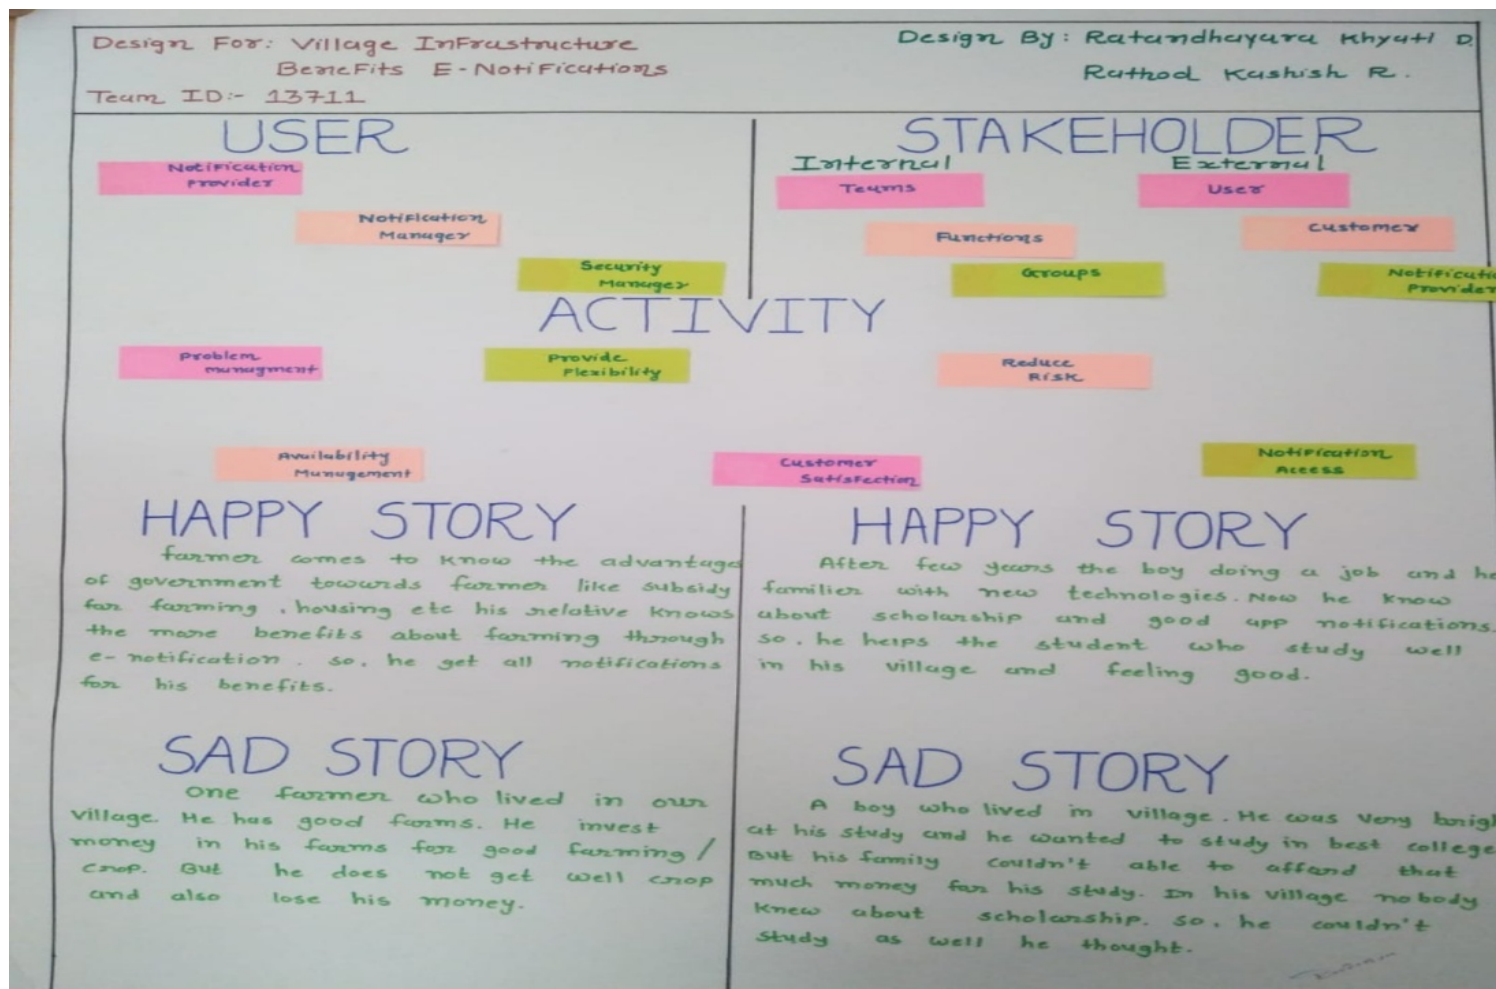 Design For: Village InFrastructure
BeneFits E-NotiFications
Team ID:- 13711
Design By: Ratandhayara Khyati D.
Rathod Kashish R.
USER
NotiFication
Provider
NotiFication
Manager
Security
Manager
STAKEHOLDER
Internal
External
Teams
User
Functions
Customer
Groups
Notificati
Provider
ACTIVITY
Problem
managment
Provide
Flexibility
Reduce
Risk
Availability
Management
Customer
Satisfection
Notification
Access
HAPPY STORY
farmer comes to know the advantage
of government towards farmer like subsidy
for farming , housing etc his relative knows
the more benefits about farming through
e-notification . so, he get all notifications
for his benefits.
HAPPY STORY
After few years the boy doing a job and he
familier with new technologies. Now he know
about scholarship and good app notifications.
so, he helps the student who study well
in his village and feeling good.
SAD STORY
One farmer who lived in our
village. He has good farms. He invest
money in his farms for good farming /
crop. But he does not get well crop
and also lose his money.
SAD STORY
A boy who lived in village. He was very brigh
at his study and he wanted to study in best college
But his family couldn't able to afford that
much money for his study. In his village nobody
knew about scholarship. so, he couldn't
study as well he thought.